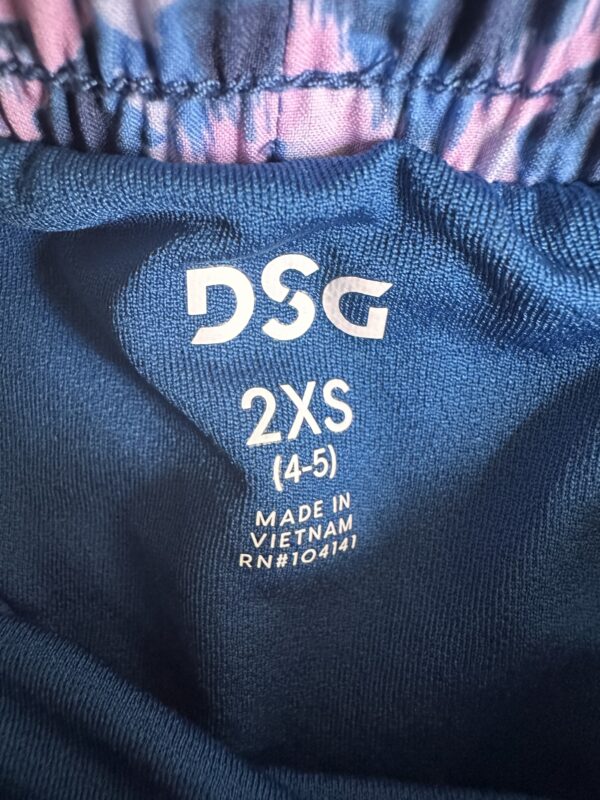 DSG
2XS
(4-5)
MADE IN
VIETNAM
RN#104141